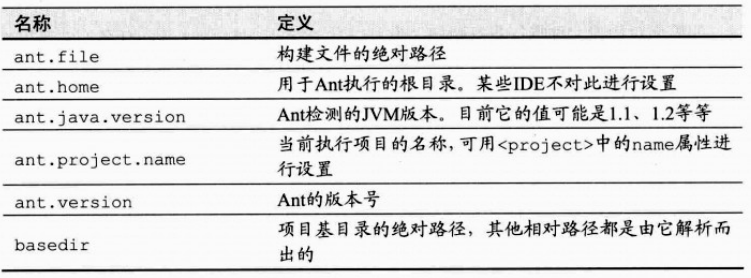 名称 定义
ant.file 构建文件的绝对路径
ant.home 用于Ant执行的根目录。某些IDE不对此进行设置
ant.java.version Ant检测的JVM版本。目前它的值可能是1.1、1.2等等
ant.project.name 当前执行项目的名称，可用<project>中的name属性进
行设置
ant.version Ant的版本号
basedir 项目基目录的绝对路径，其他相对路径都是由它解析而
出的